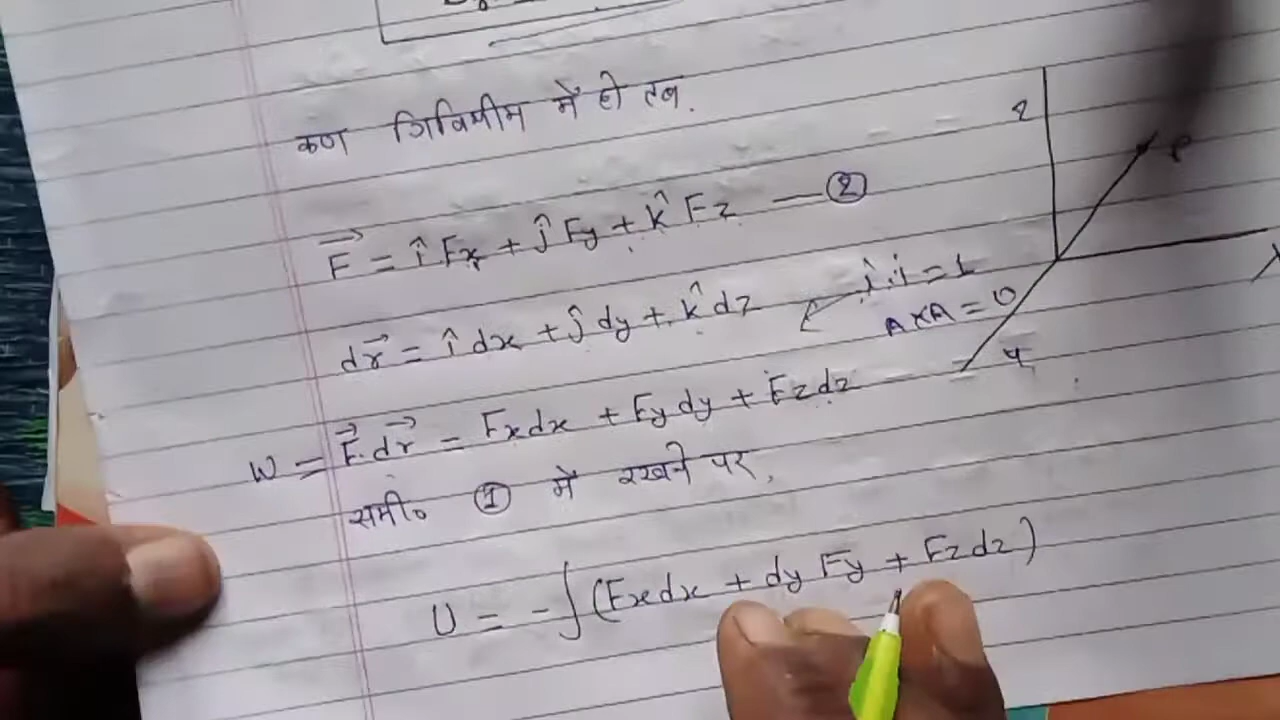 कण त्रिविमीय में हो तब.
F⃗ = î Fx + ĵ Fy + k̂ Fz — ②
dr⃗ = î dx + ĵ dy + k̂ dz
î.i = 1
A×A = 0
W = F⃗.dr⃗ = Fxdx + Fydy + Fzdz
समी० ① में रखने पर,
U = -∫(Fxdx + dy Fy + Fzdz)
z
P
y